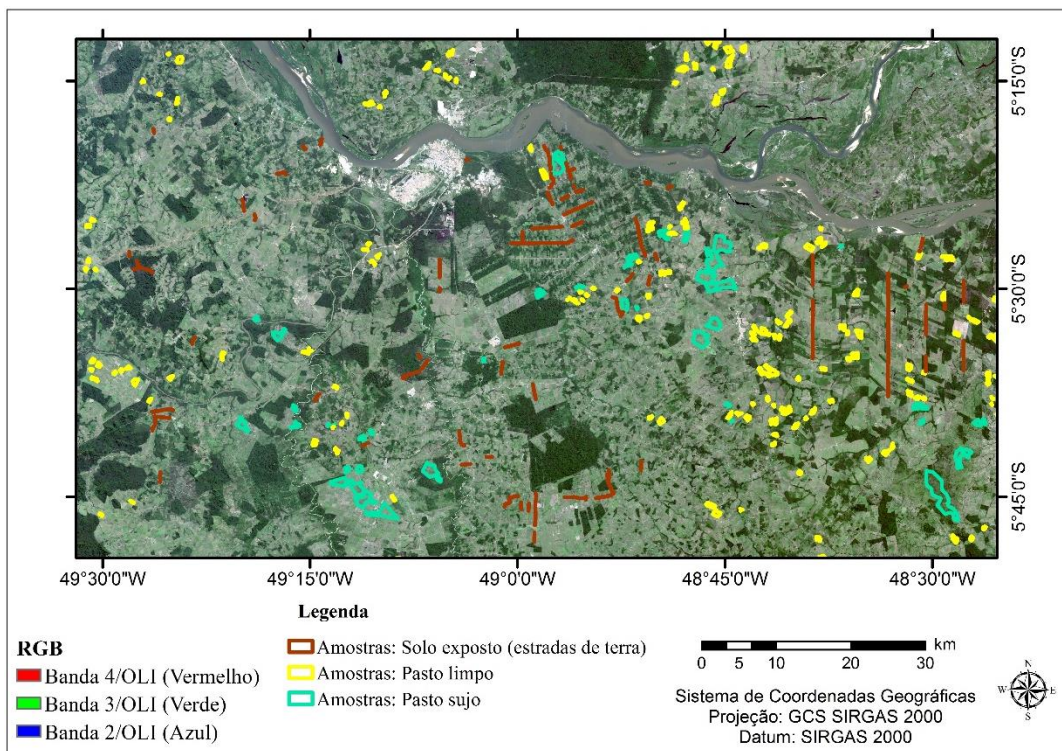 5°15'0"S
5°30'0"S
5°45'0"S
49°30'0"W 49°15'0"W 49°0'0"W 48°45'0"W 48°30'0"W
Legenda
RGB
Banda 4/OLI (Vermelho)
Banda 3/OLI (Verde)
Banda 2/OLI (Azul)
Amostras: Solo exposto (estradas de terra)
Amostras: Pasto limpo
Amostras: Pasto sujo
km
0 5 10 20 30
Sistema de Coordenadas Geográficas
Projeção: GCS SIRGAS 2000
Datum: SIRGAS 2000
N
W E
S